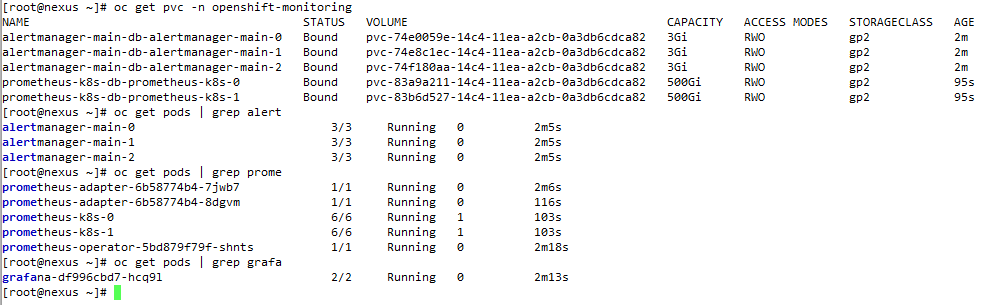 [root@nexus ~]# oc get pvc -n openshift-monitoring
NAME STATUS VOLUME CAPACITY ACCESS MODES STORAGECLASS AGE
alertmanager-main-db-alertmanager-main-0 Bound pvc-74e0059e-14c4-11ea-a2cb-0a3db6cdca82 3Gi RWO gp2 2m
alertmanager-main-db-alertmanager-main-1 Bound pvc-74e8c1ec-14c4-11ea-a2cb-0a3db6cdca82 3Gi RWO gp2 2m
alertmanager-main-db-alertmanager-main-2 Bound pvc-74f180aa-14c4-11ea-a2cb-0a3db6cdca82 3Gi RWO gp2 2m
prometheus-k8s-db-prometheus-k8s-0 Bound pvc-83a9a211-14c4-11ea-a2cb-0a3db6cdca82 500Gi RWO gp2 95s
prometheus-k8s-db-prometheus-k8s-1 Bound pvc-83b6d527-14c4-11ea-a2cb-0a3db6cdca82 500Gi RWO gp2 95s
[root@nexus ~]# oc get pods | grep alert
alertmanager-main-0 3/3 Running 0 2m5s
alertmanager-main-1 3/3 Running 0 2m5s
alertmanager-main-2 3/3 Running 0 2m5s
[root@nexus ~]# oc get pods | grep prome
prometheus-adapter-6b58774b4-7jwb7 1/1 Running 0 2m6s
prometheus-adapter-6b58774b4-8dgvm 1/1 Running 0 116s
prometheus-k8s-0 6/6 Running 1 103s
prometheus-k8s-1 6/6 Running 1 103s
prometheus-operator-5bd879f79f-shnts 1/1 Running 0 2m18s
[root@nexus ~]# oc get pods | grep grafa
grafana-df996cbd7-hcq9l 2/2 Running 0 2m13s
[root@nexus ~]#